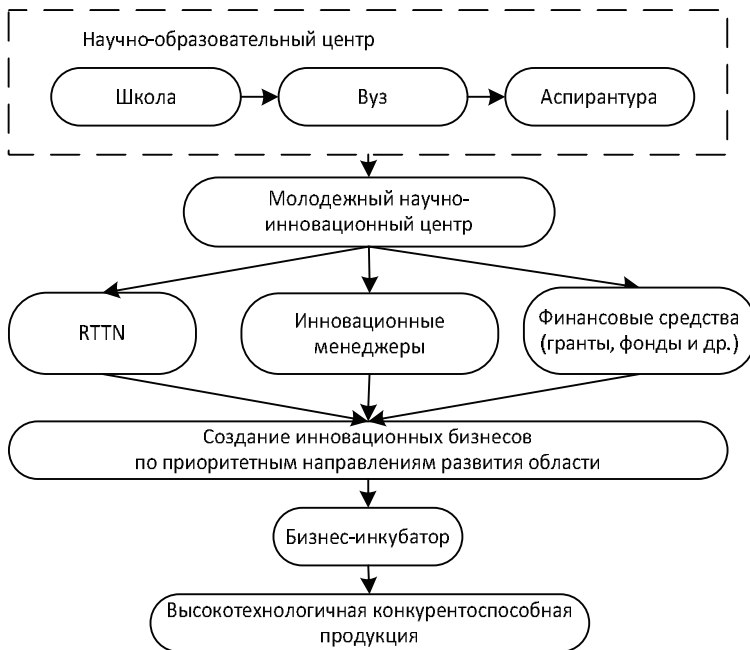 Научно-образовательный центр
Школа
Вуз
Аспирантура
Молодежный научно-
инновационный центр
RTTN
Инновационные
менеджеры
Финансовые средства
(гранты, фонды и др.)
Создание инновационных бизнесов
по приоритетным направлениям развития области
Бизнес-инкубатор
Высокотехнологичная конкурентоспособная
продукция